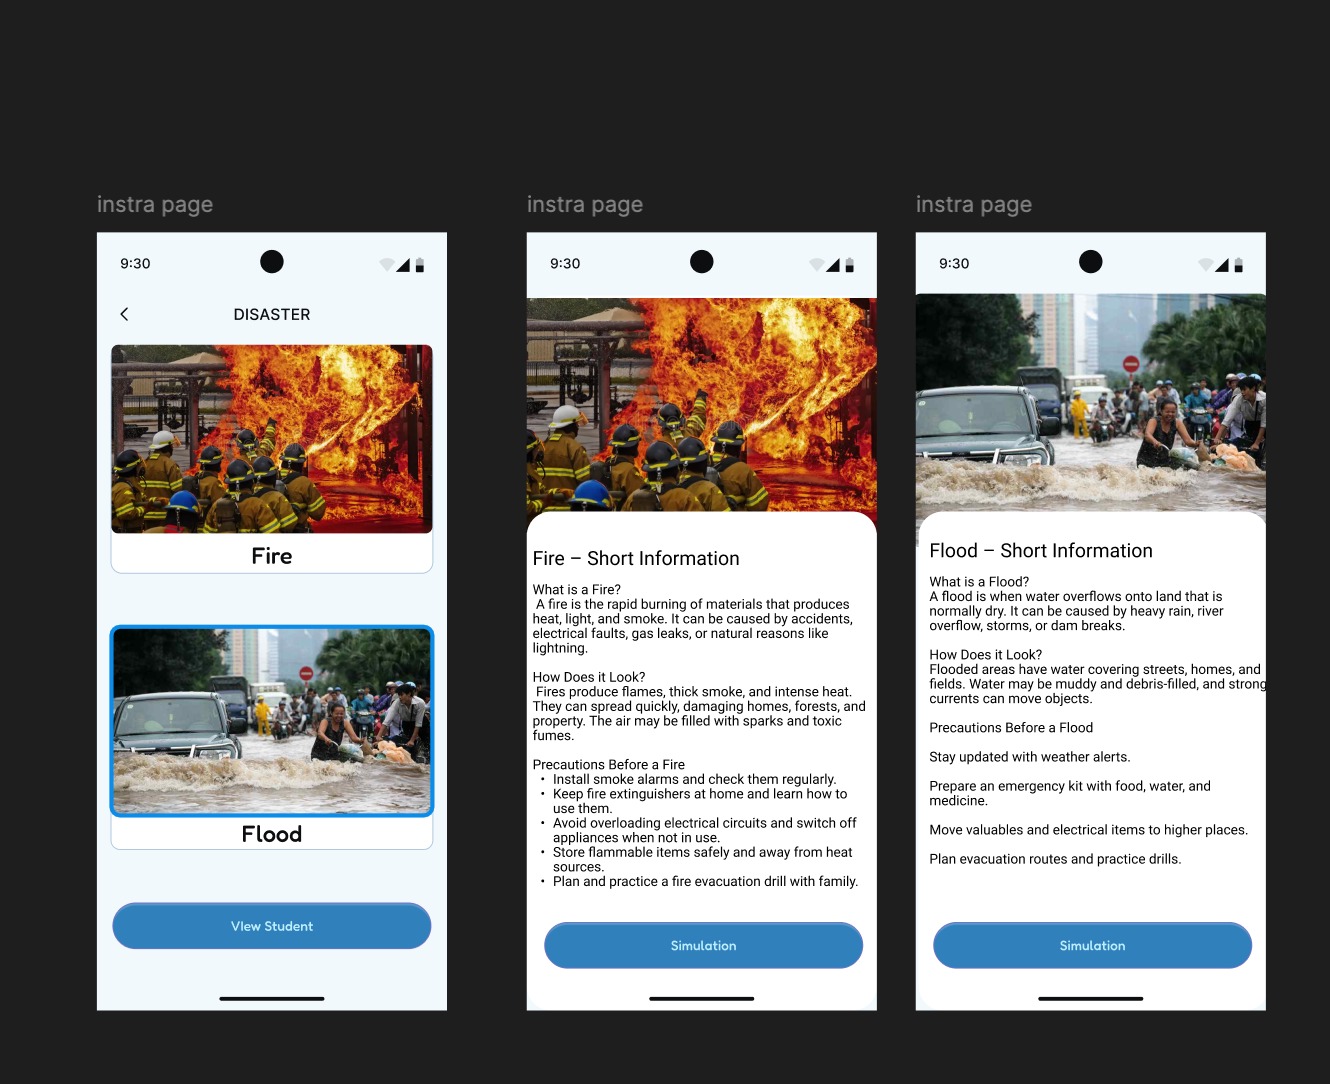 instra page
9:30
DISASTER
Fire
Flood
VIew Student
instra page
9:30
Fire – Short Information
What is a Fire?
A fire is the rapid burning of materials that produces
heat, light, and smoke. It can be caused by accidents,
electrical faults, gas leaks, or natural reasons like
lightning.
How Does it Look?
Fires produce flames, thick smoke, and intense heat.
They can spread quickly, damaging homes, forests, and
property. The air may be filled with sparks and toxic
fumes.
Precautions Before a Fire
• Install smoke alarms and check them regularly.
• Keep fire extinguishers at home and learn how to
use them.
• Avoid overloading electrical circuits and switch off
appliances when not in use.
• Store flammable items safely and away from heat
sources.
• Plan and practice a fire evacuation drill with family.
Simulation
instra page
9:30
Flood – Short Information
What is a Flood?
A flood is when water overflows onto land that is
normally dry. It can be caused by heavy rain, river
overflow, storms, or dam breaks.
How Does it Look?
Flooded areas have water covering streets, homes, and
fields. Water may be muddy and debris-filled, and strong
currents can move objects.
Precautions Before a Flood
Stay updated with weather alerts.
Prepare an emergency kit with food, water, and
medicine.
Move valuables and electrical items to higher places.
Plan evacuation routes and practice drills.
Simulation